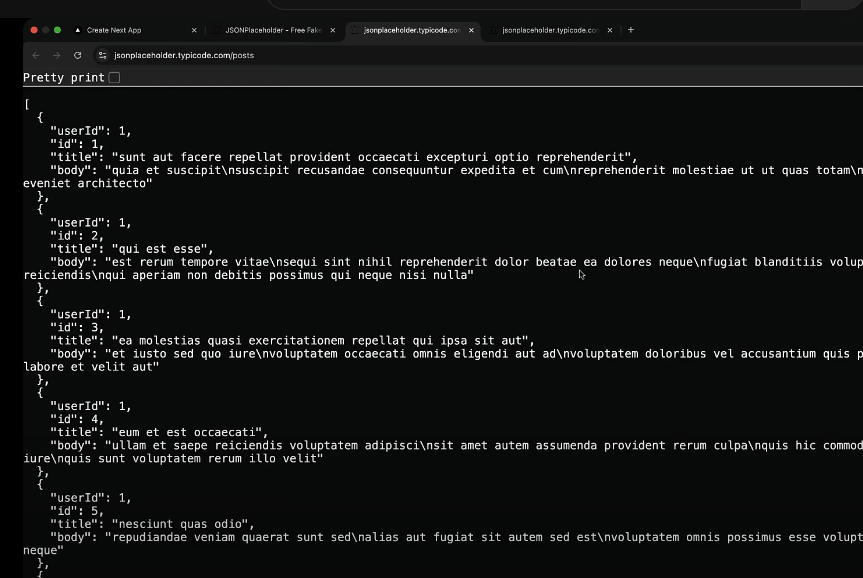 Create Next App
JSONPlaceholder - Free Fake
jsonplaceholder.typicode.com
jsonplaceholder.typicode.com
jsonplaceholder.typicode.com/posts
Pretty print
[
{
"userId": 1,
"id": 1,
"title": "sunt aut facere repellat provident occaecati excepturi optio reprehenderit",
"body": "quia et suscipit\nsuscipit recusandae consequuntur expedita et cum\nreprehenderit molestiae ut ut quas totam\n
eveniet architecto"
},
{
"userId": 1,
"id": 2,
"title": "qui est esse",
"body": "est rerum tempore vitae\nsequi sint nihil reprehenderit dolor beatae ea dolores neque\nfugiat blanditiis volup
reiciendis\nqui aperiam non debitis possimus qui neque nisi nulla"
},
{
"userId": 1,
"id": 3,
"title": "ea molestias quasi exercitationem repellat qui ipsa sit aut",
"body": "et iusto sed quo iure\nvoluptatem occaecati omnis eligendi aut ad\nvoluptatem doloribus vel accusantium quis p
labore et velit aut"
},
{
"userId": 1,
"id": 4,
"title": "eum et est occaecati",
"body": "ullam et saepe reiciendis voluptatem adipisci\nsit amet autem assumenda provident rerum culpa\nquis hic commod
iure\nquis sunt voluptatem rerum illo velit"
},
{
"userId": 1,
"id": 5,
"title": "nesciunt quas odio",
"body": "repudiandae veniam quaerat sunt sed\nalias aut fugiat sit autem sed est\nvoluptatem omnis possimus esse volupt
neque"
},
{